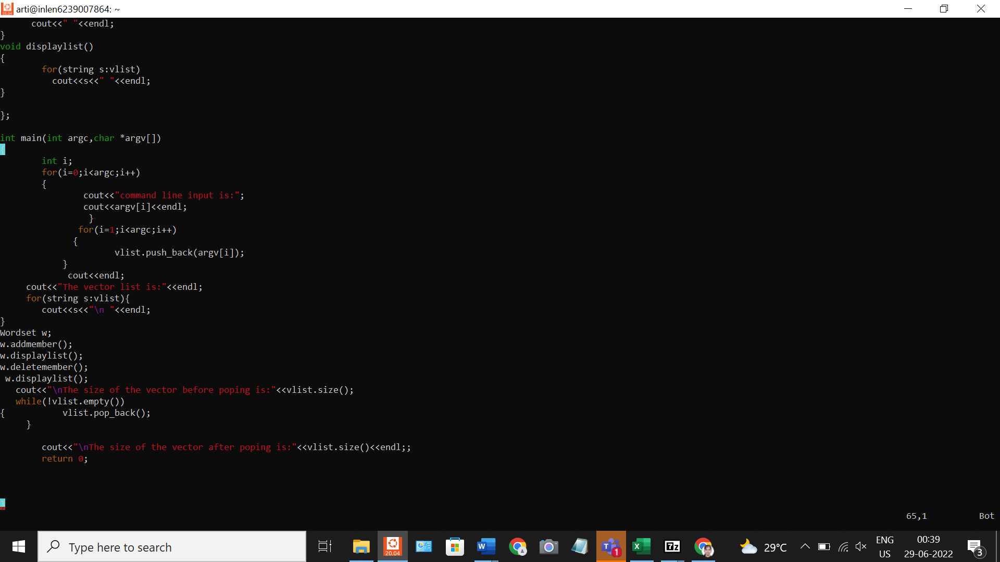 arti@inlen6239007864: ~
cout<<" "<<endl;
}
void displaylist()
{
for(string s:vlist)
cout<<s<<" "<<endl;
}
};
int main(int argc,char *argv[])
{
int i;
for(i=0;i<argc;i++)
{
cout<<"command line input is:";
cout<<argv[i]<<endl;
}
for(i=1;i<argc;i++)
{
vlist.push_back(argv[i]);
}
cout<<endl;
cout<<"The vector list is:"<<endl;
for(string s:vlist){
cout<<s<<"\n "<<endl;
}
Wordset w;
w.addmember();
w.displaylist();
w.deletemember();
w.displaylist();
cout<<"\nThe size of the vector before poping is:"<<vlist.size();
while(!vlist.empty())
{ vlist.pop_back();
}
cout<<"\nThe size of the vector after poping is:"<<vlist.size()<<endl;;
return 0;
}
65,1 Bot
Type here to search
20.04
W
T 1
X
7z
29°C
ENG
US
00:39
29-06-2022
3